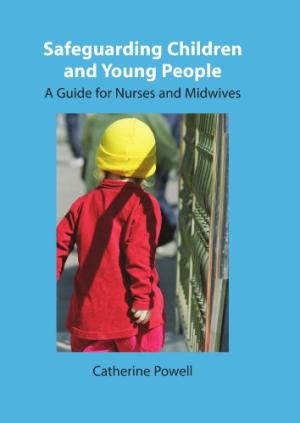 Safeguarding Children
and Young People
A Guide for Nurses and Midwives
Catherine Powell